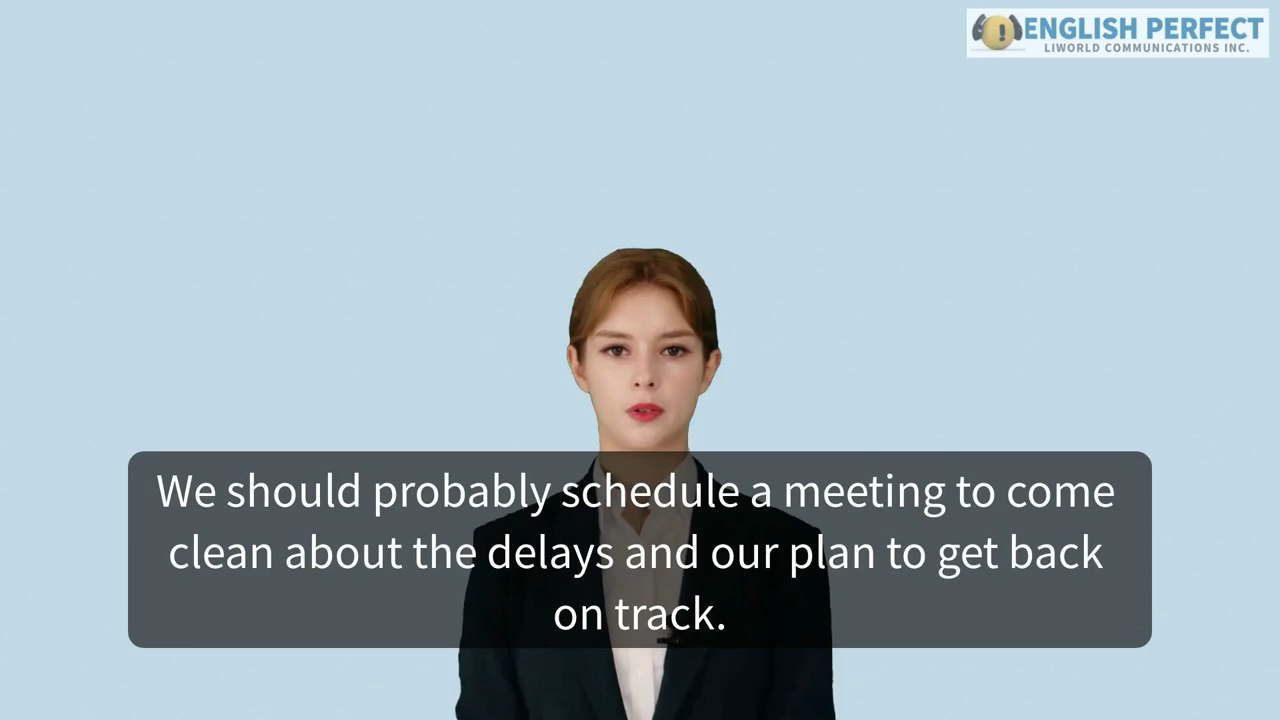 ENGLISH PERFECT
LIWORLD COMMUNICATIONS INC.
We should probably schedule a meeting to come
clean about the delays and our plan to get back
on track.